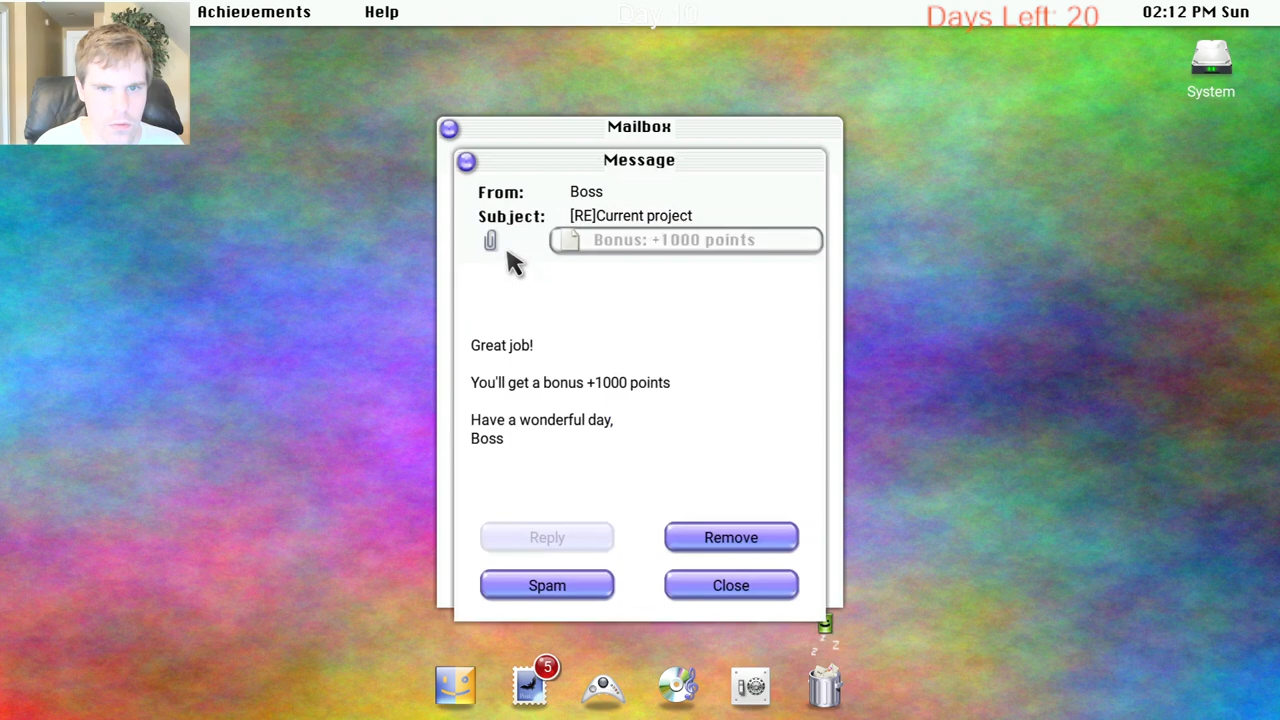 Achievements Help Day 10 Days Left: 20 02:12 PM Sun
System
Mailbox
Message
From: Boss
Subject: [RE]Current project
Bonus: +1000 points
Great job!
You'll get a bonus +1000 points
Have a wonderful day,
Boss
Reply Remove
Spam Close
5
z
z
z